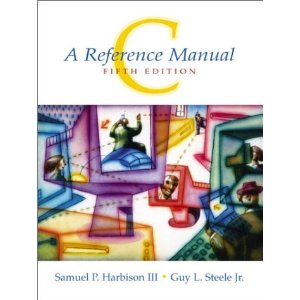 C
A Reference Manual
FIFTH EDITION
Samuel P. Harbison III • Guy L. Steele Jr.